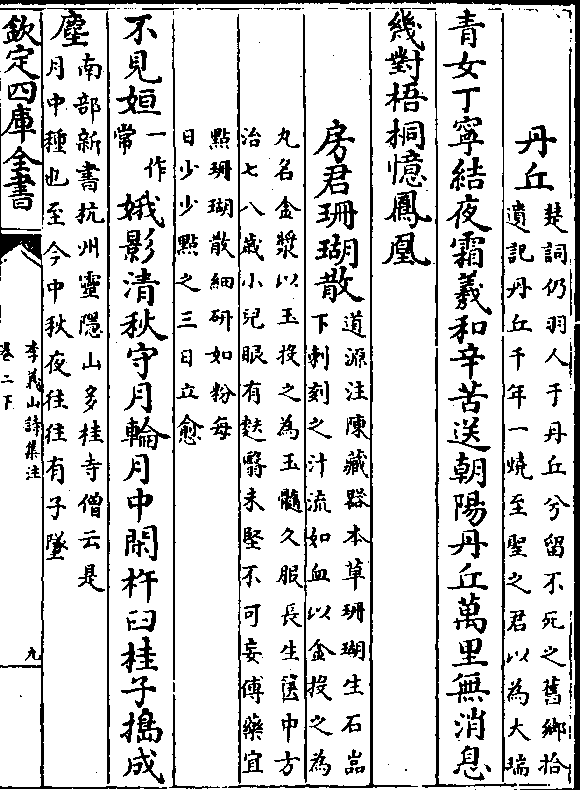 丹丘楚詞仍羽人于丹丘兮留不死之舊鄉拾
遺記丹丘千年一燒至聖之君以為大瑞
青女丁寧結夜霜羲和辛苦送朝陽丹丘萬里無消息
幾對梧桐憶鳳凰
房君珊瑚散道源注陳藏器本草珊瑚生石嵓
下刺刻之汁流如血以金投之為
丸名金漿以玉投之為玉髓久服長生醫中方
治七八歲小兒眼有麩翳未堅不可妄傅藥宜
點珊瑚散細研如粉每
日少少點之三日立愈
不見姮一作
常娥影清秋守月輪月中閑杵臼桂子搗成
塵南部新書杭州靈隱山多桂寺僧云是
月中種也至今中秋夜往往有子墜
欽定四庫全書
李義山詩集注
卷二下
九